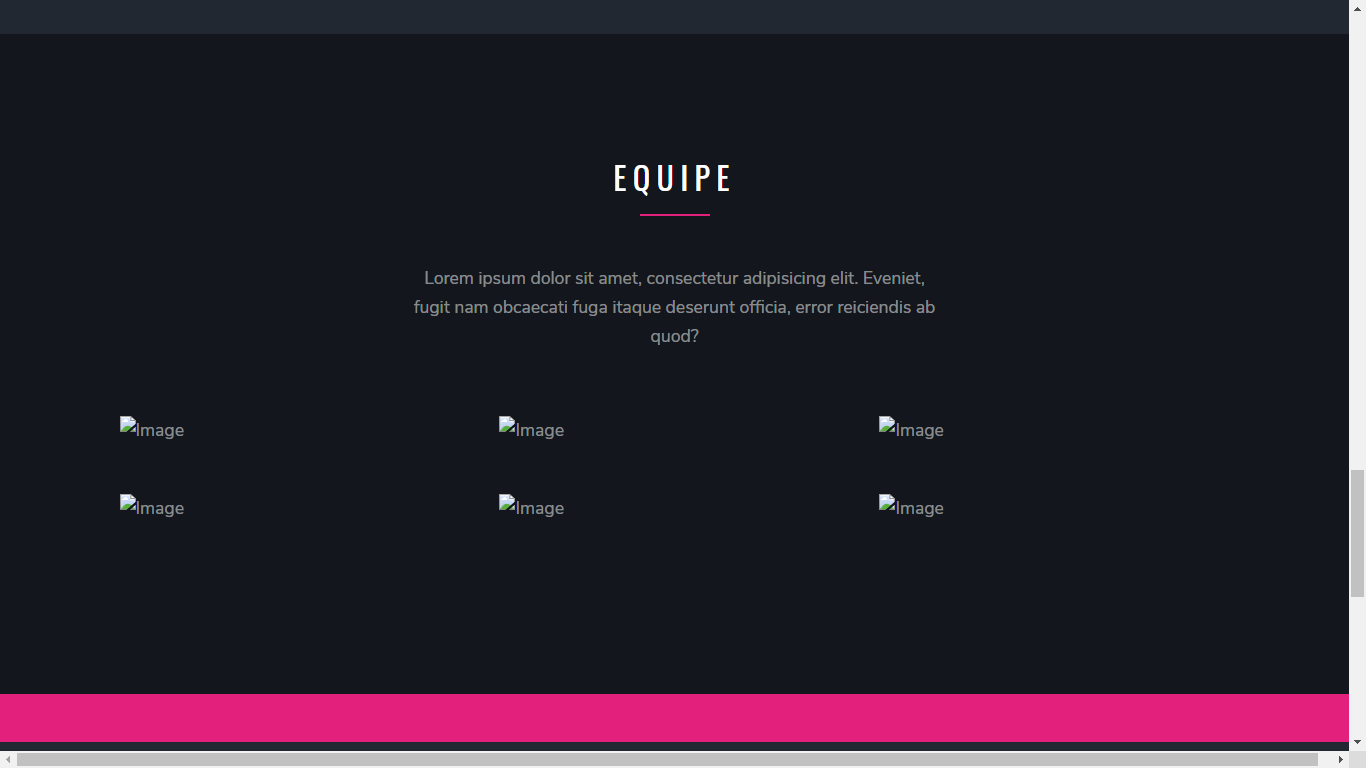 EQUIPE
Lorem ipsum dolor sit amet, consectetur adipisicing elit. Eveniet,
fugit nam obcaecati fuga itaque deserunt officia, error reiciendis ab
quod?
Image Image Image
Image Image Image